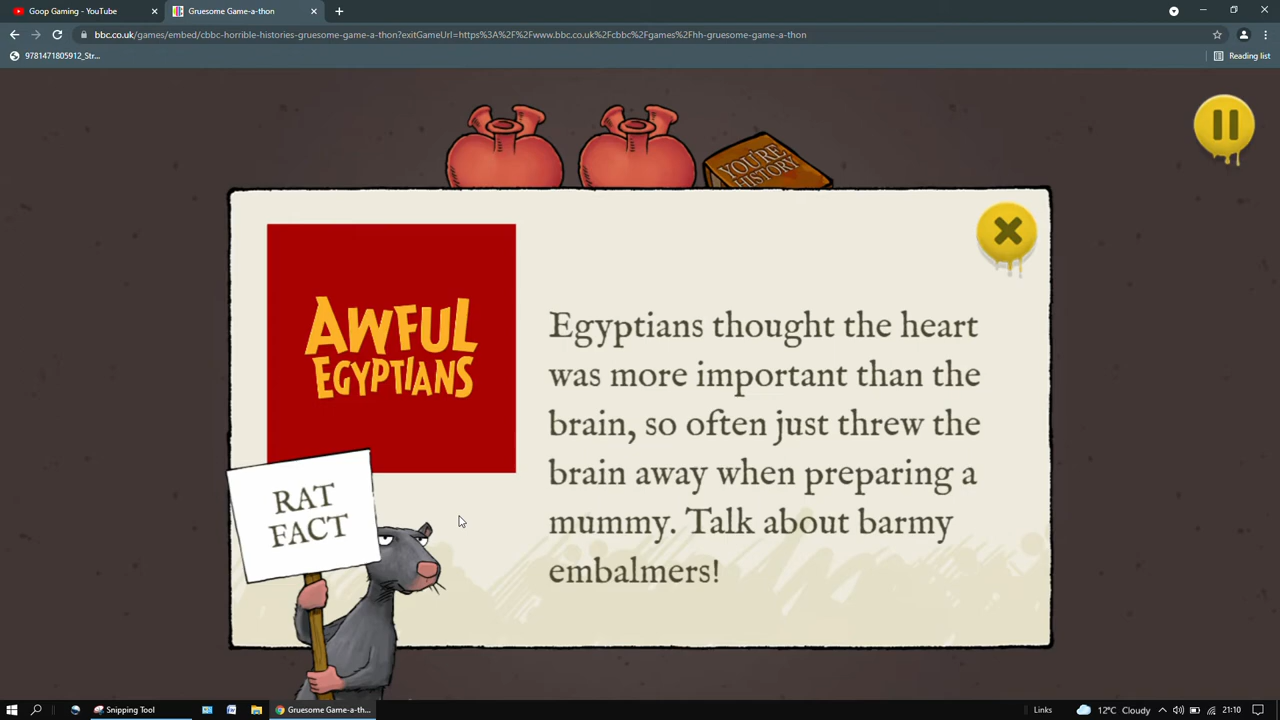 Goop Gaming - YouTube
Gruesome Game-a-thon
bbc.co.uk/games/embed/cbbc-horrible-histories-gruesome-game-a-thon?exitGameUrl=https%3A%2F%2Fwww.bbc.co.uk%2Fcbbc%2Fgames%2Fhh-gruesome-game-a-thon
9781471805912_Str...
Reading list
YOU'RE
HISTORY
AWFUL
EGYPTIANS
Egyptians thought the heart
was more important than the
brain, so often just threw the
brain away when preparing a
mummy. Talk about barmy
embalmers!
RAT
FACT
Snipping Tool
Gruesome Game-a-th...
Links
12°C Cloudy
21:10